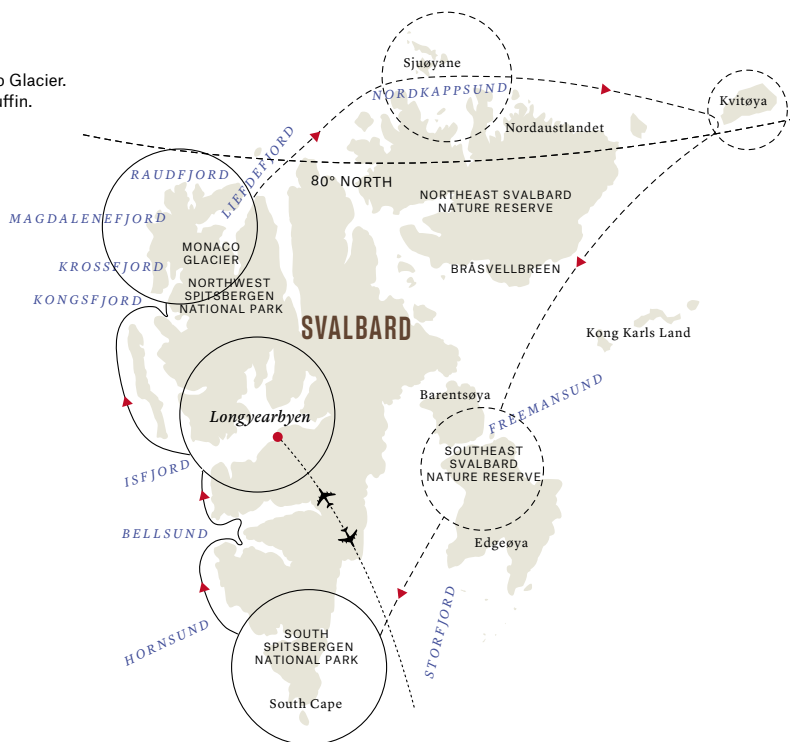 o Glacier.
uffin.
Sjuøyane
NORDKAPPSUND
Kvitøya
Nordaustlandet
LIEFDEFJORD
RAUDFJORD
80° NORTH
NORTHEAST SVALBARD
NATURE RESERVE
MAGDALENEFJORD
MONACO
GLACIER
KROSSFJORD
BRÅSVELLBREEN
NORTHWEST
SPITSBERGEN
NATIONAL PARK
KONGSFJORD
SVALBARD
Kong Karls Land
Barentsøya
FREEMANSUND
Longyearbyen
SOUTHEAST
SVALBARD
NATURE RESERVE
ISFJORD
BELLSUND
Edgeøya
STORFJORD
HORNSUND
SOUTH
SPITSBERGEN
NATIONAL PARK
South Cape